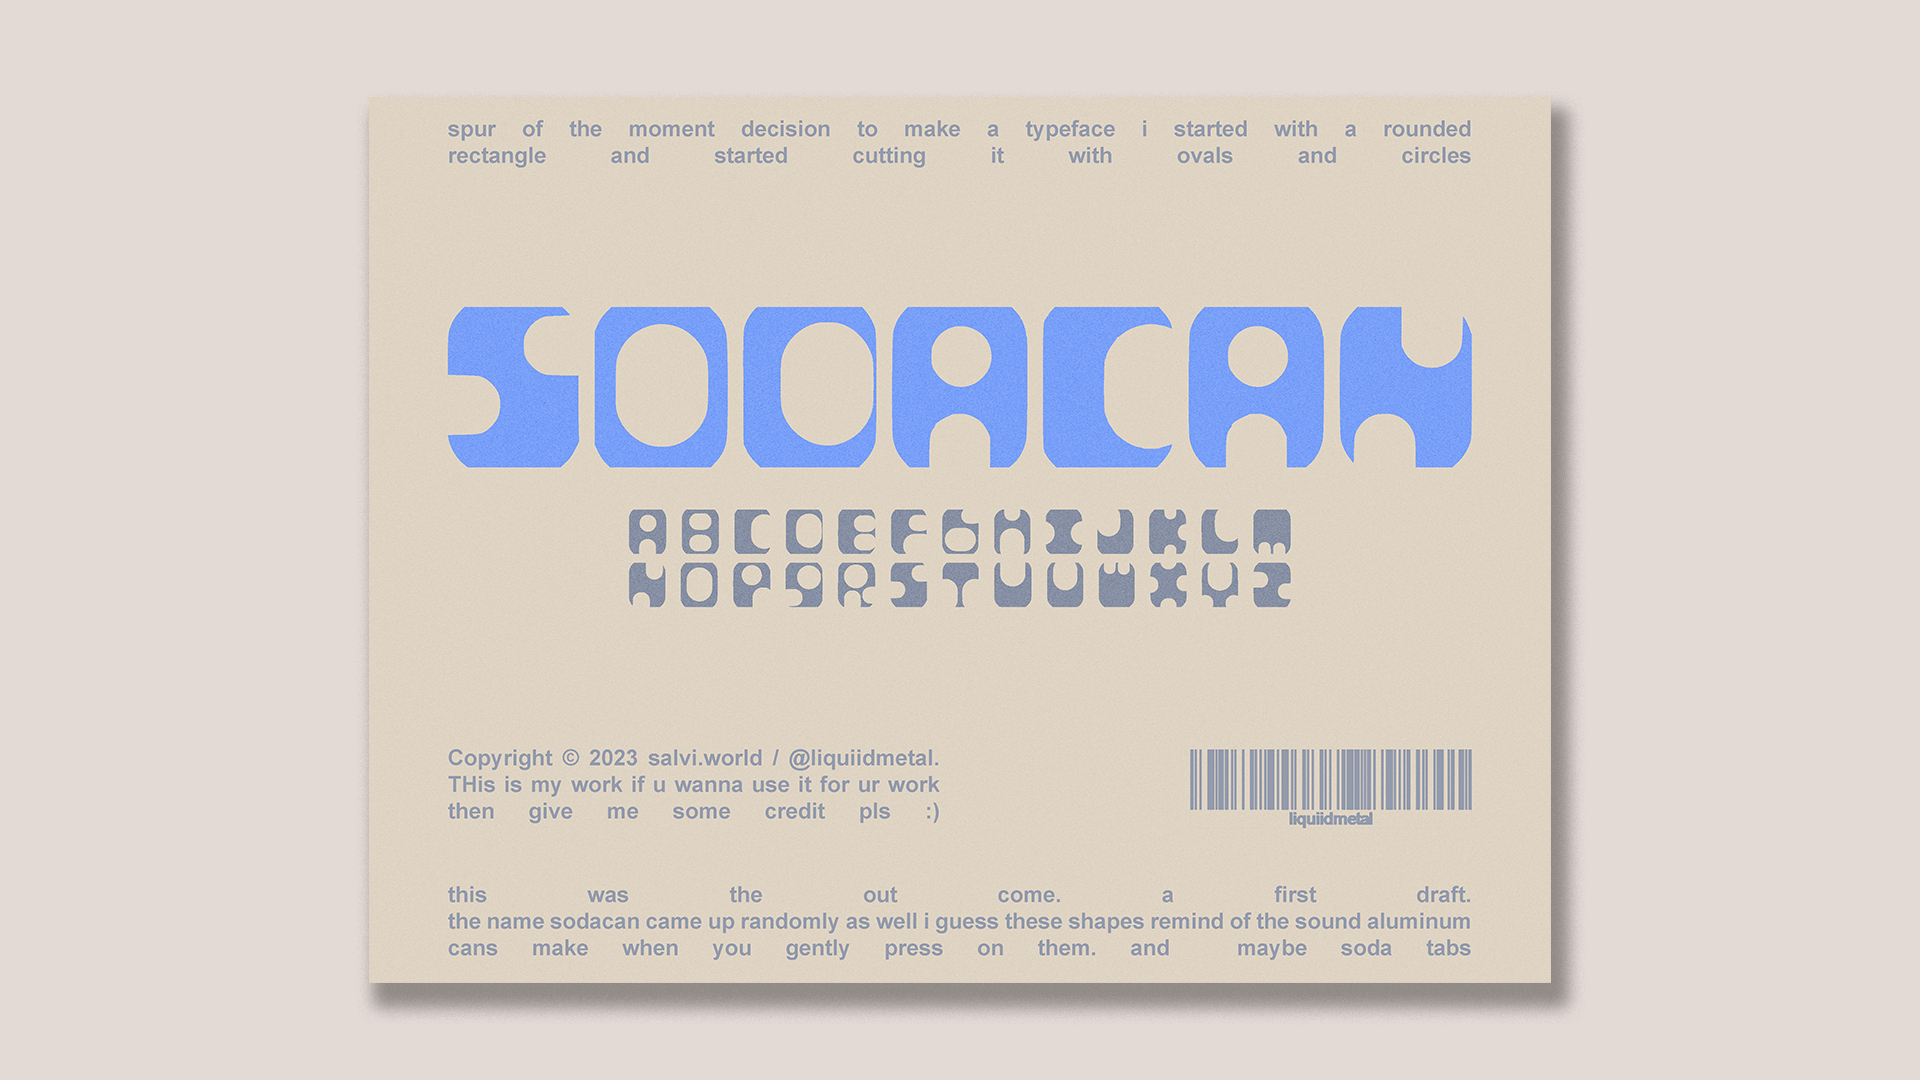 spur of the moment decision to make a typeface i started with a rounded
rectangle and started cutting it with ovals and circles
SODACAN
ABCDEFGHIJKLM
NOPQRSTUVWXYZ
Copyright © 2023 salvi.world / @liquiidmetal.
THis is my work if u wanna use it for ur work
then give me some credit pls :)
liquiidmetal
this was the out come. a first draft.
the name sodacan came up randomly as well i guess these shapes remind of the sound aluminum
cans make when you gently press on them. and maybe soda tabs